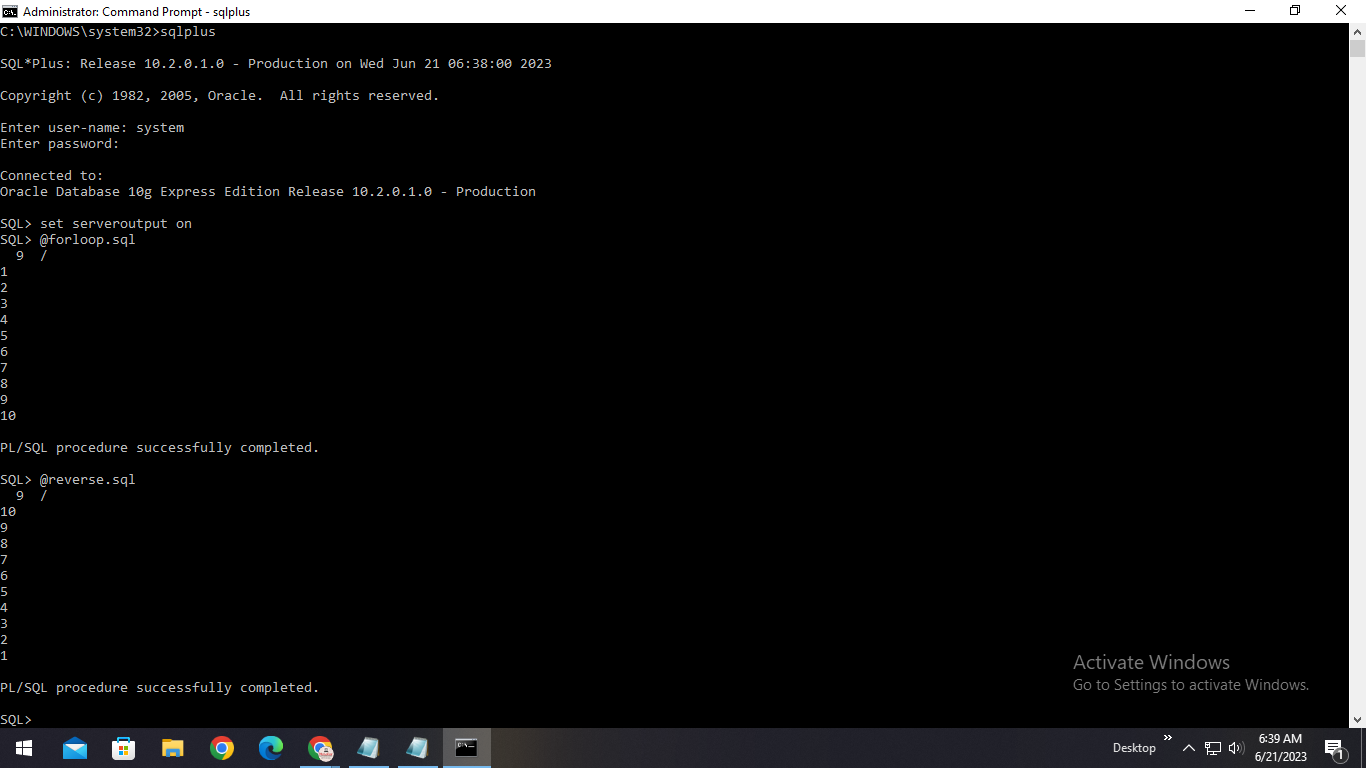 Administrator: Command Prompt - sqlplus
C:\WINDOWS\system32>sqlplus
SQL*Plus: Release 10.2.0.1.0 - Production on Wed Jun 21 06:38:00 2023
Copyright (c) 1982, 2005, Oracle.  All rights reserved.
Enter user-name: system
Enter password:
Connected to:
Oracle Database 10g Express Edition Release 10.2.0.1.0 - Production
SQL> set serveroutput on
SQL> @forloop.sql
  9  /
1
2
3
4
5
6
7
8
9
10
PL/SQL procedure successfully completed.
SQL> @reverse.sql
  9  /
10
9
8
7
6
5
4
3
2
1
PL/SQL procedure successfully completed.
SQL>
Activate Windows
Go to Settings to activate Windows.
Desktop
6:39 AM
6/21/2023
1